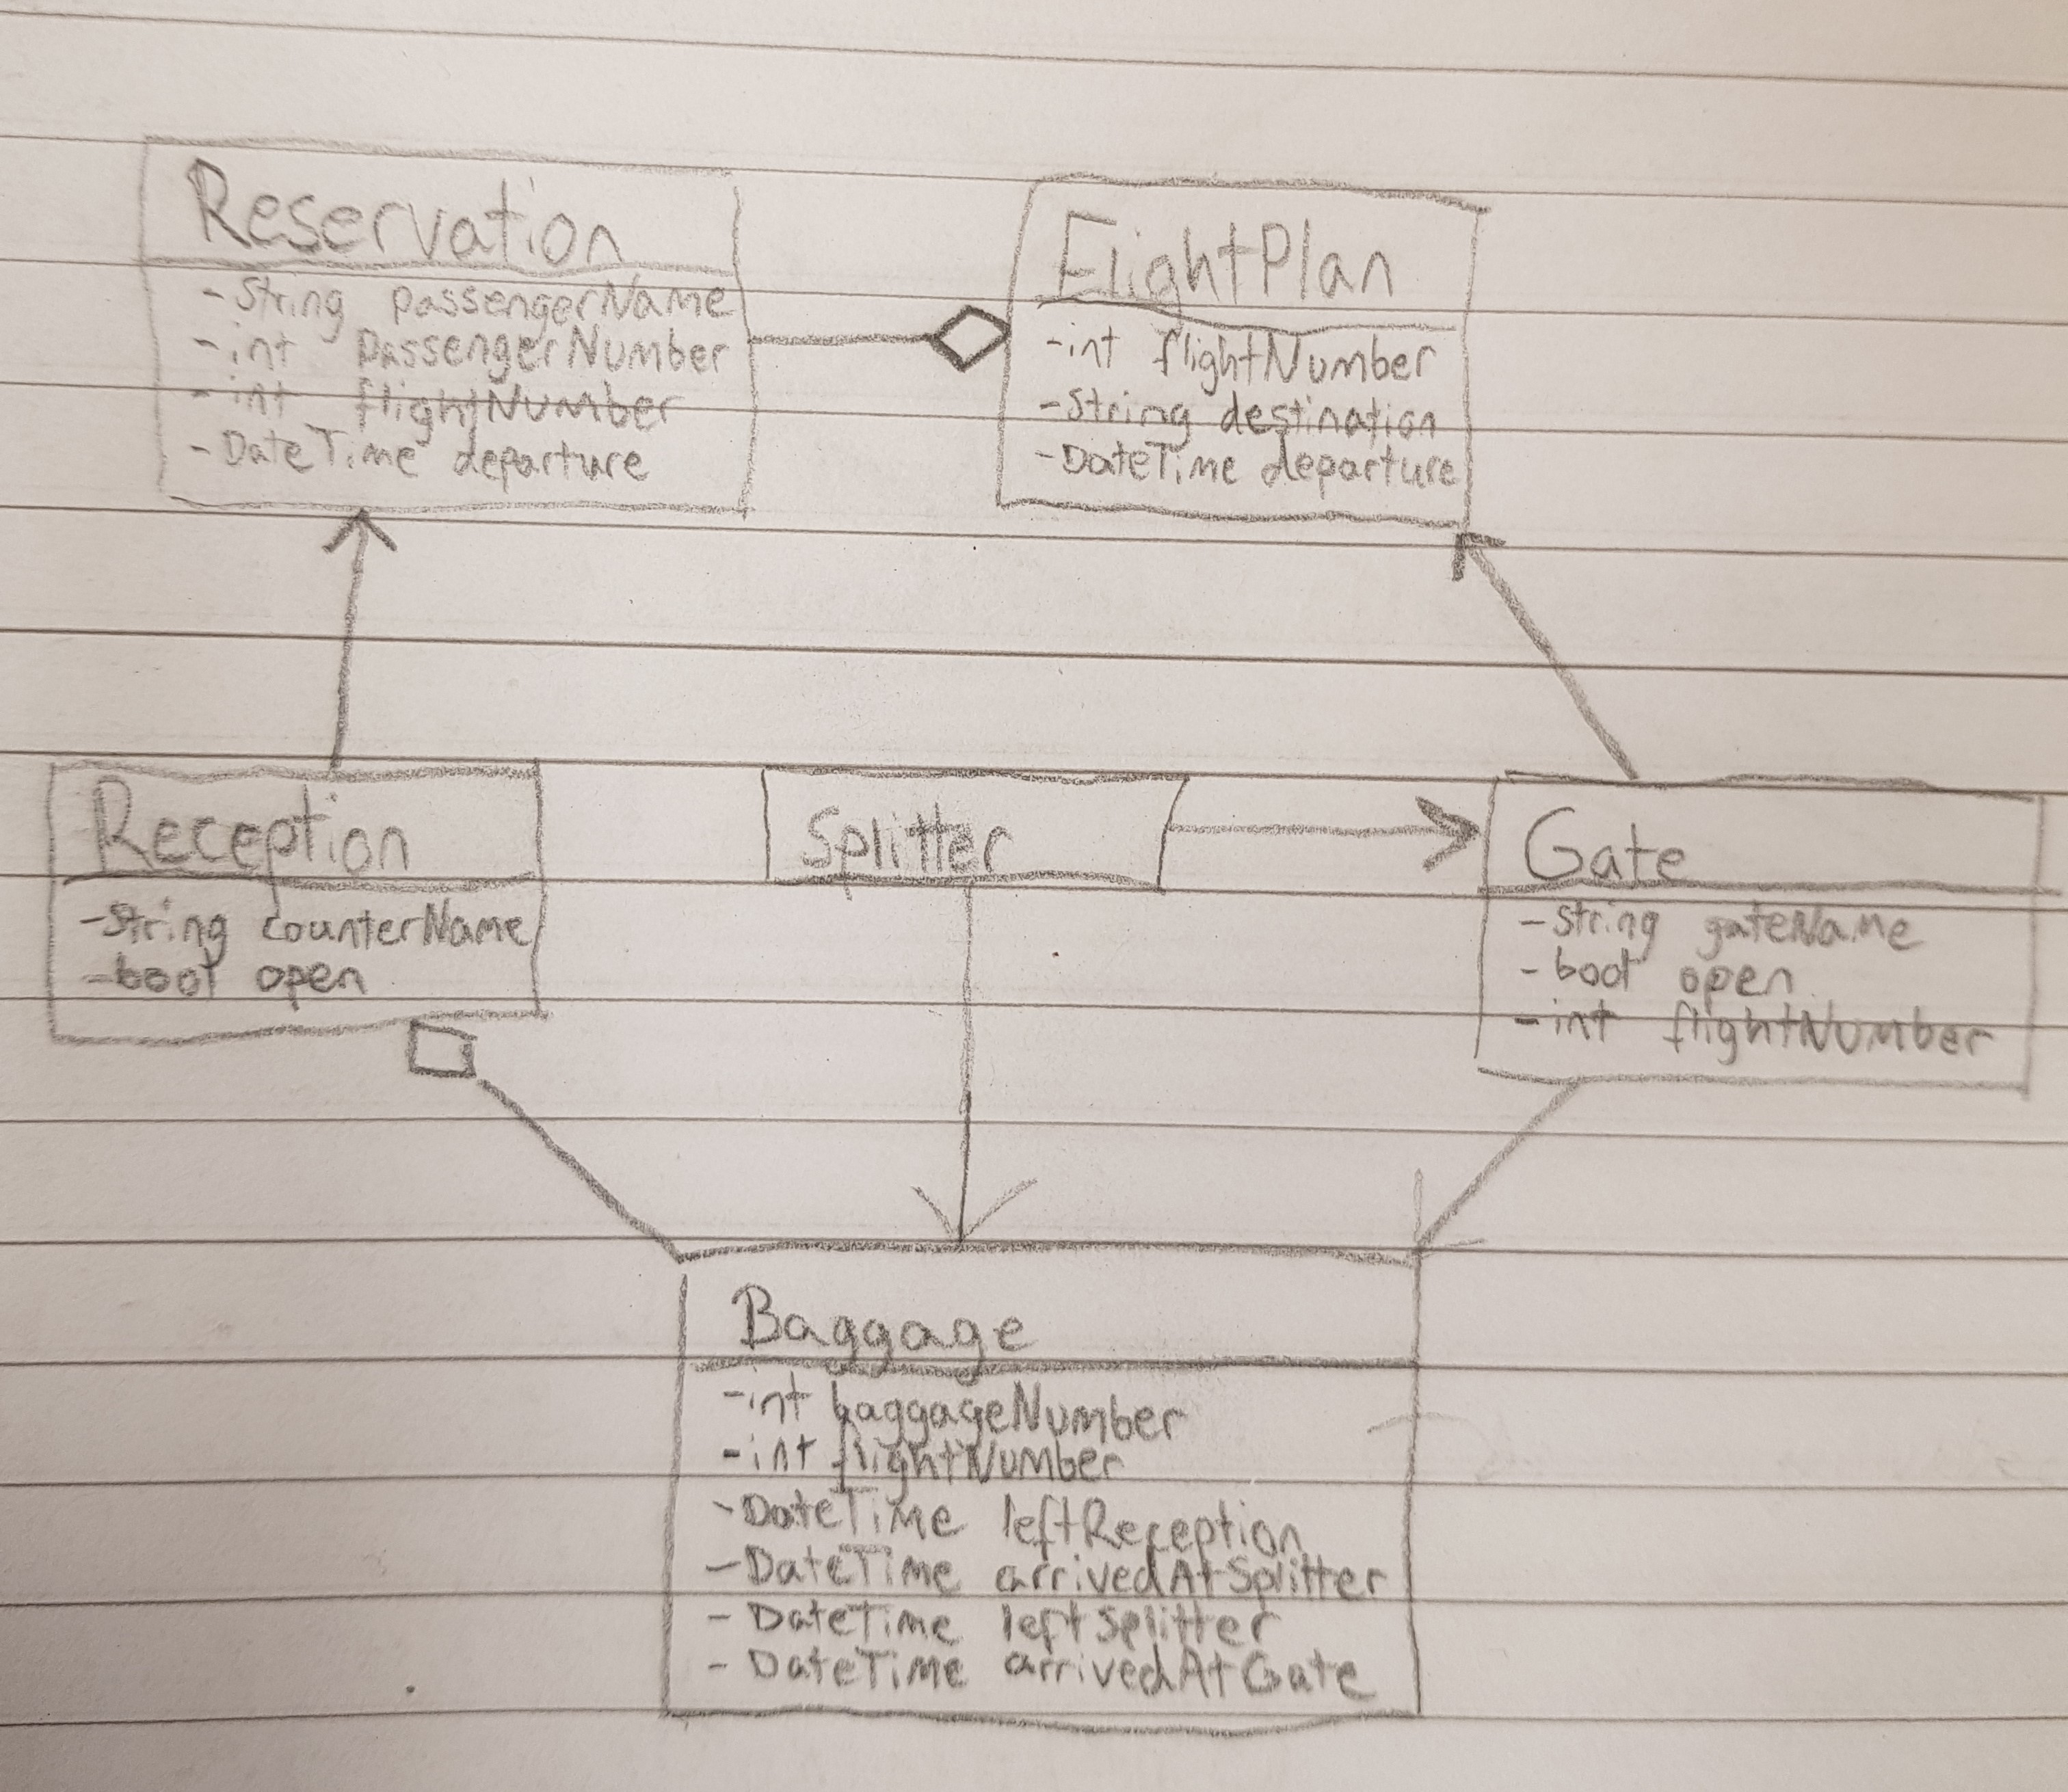 Reservation
-String passengerName
-int passengerNumber
-int flightNumber
-DateTime departure
FlightPlan
-int flightNumber
-String destination
-DateTime departure
Reception
-String counterName
-bool open
Splitter
Gate
-String gateName
-bool open
-int flightNumber
Baggage
-int baggageNumber
-int flightNumber
-DateTime leftReception
-DateTime arrivedAtSplitter
-DateTime leftSplitter
-DateTime arrivedAtGate